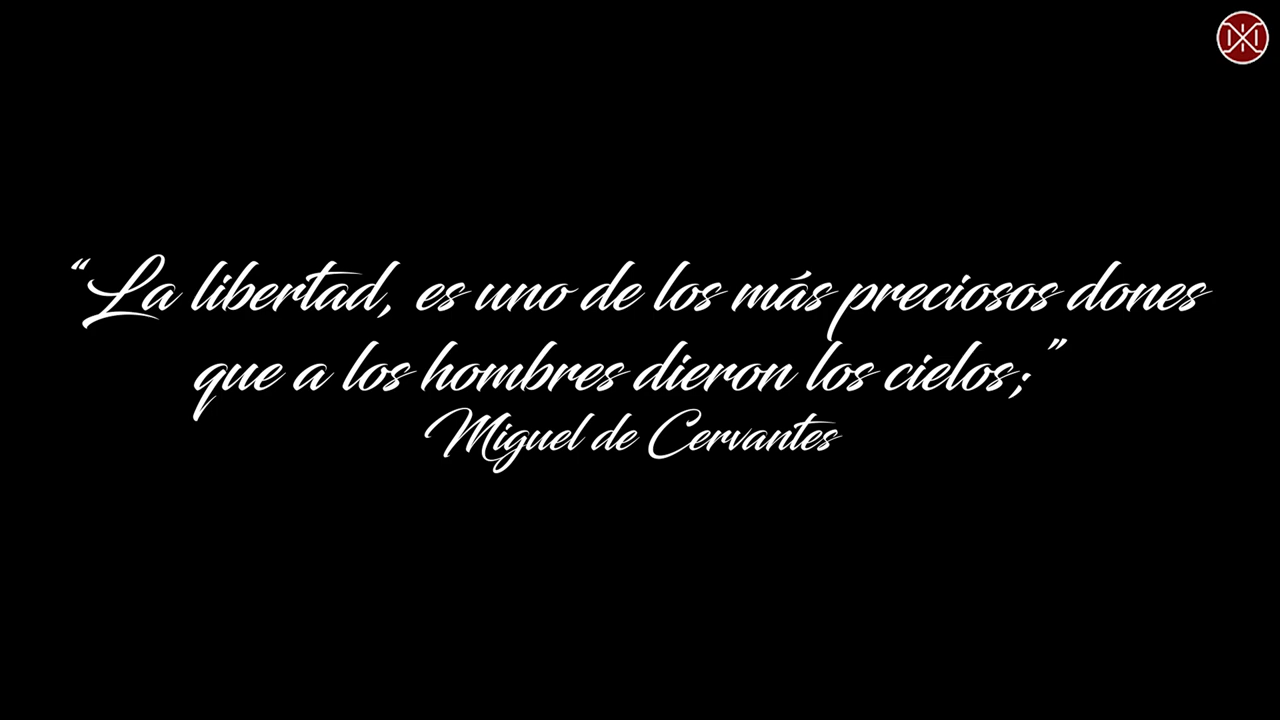 “La libertad, es uno de los más preciosos dones
que a los hombres dieron los cielos;”
Miguel de Cervantes